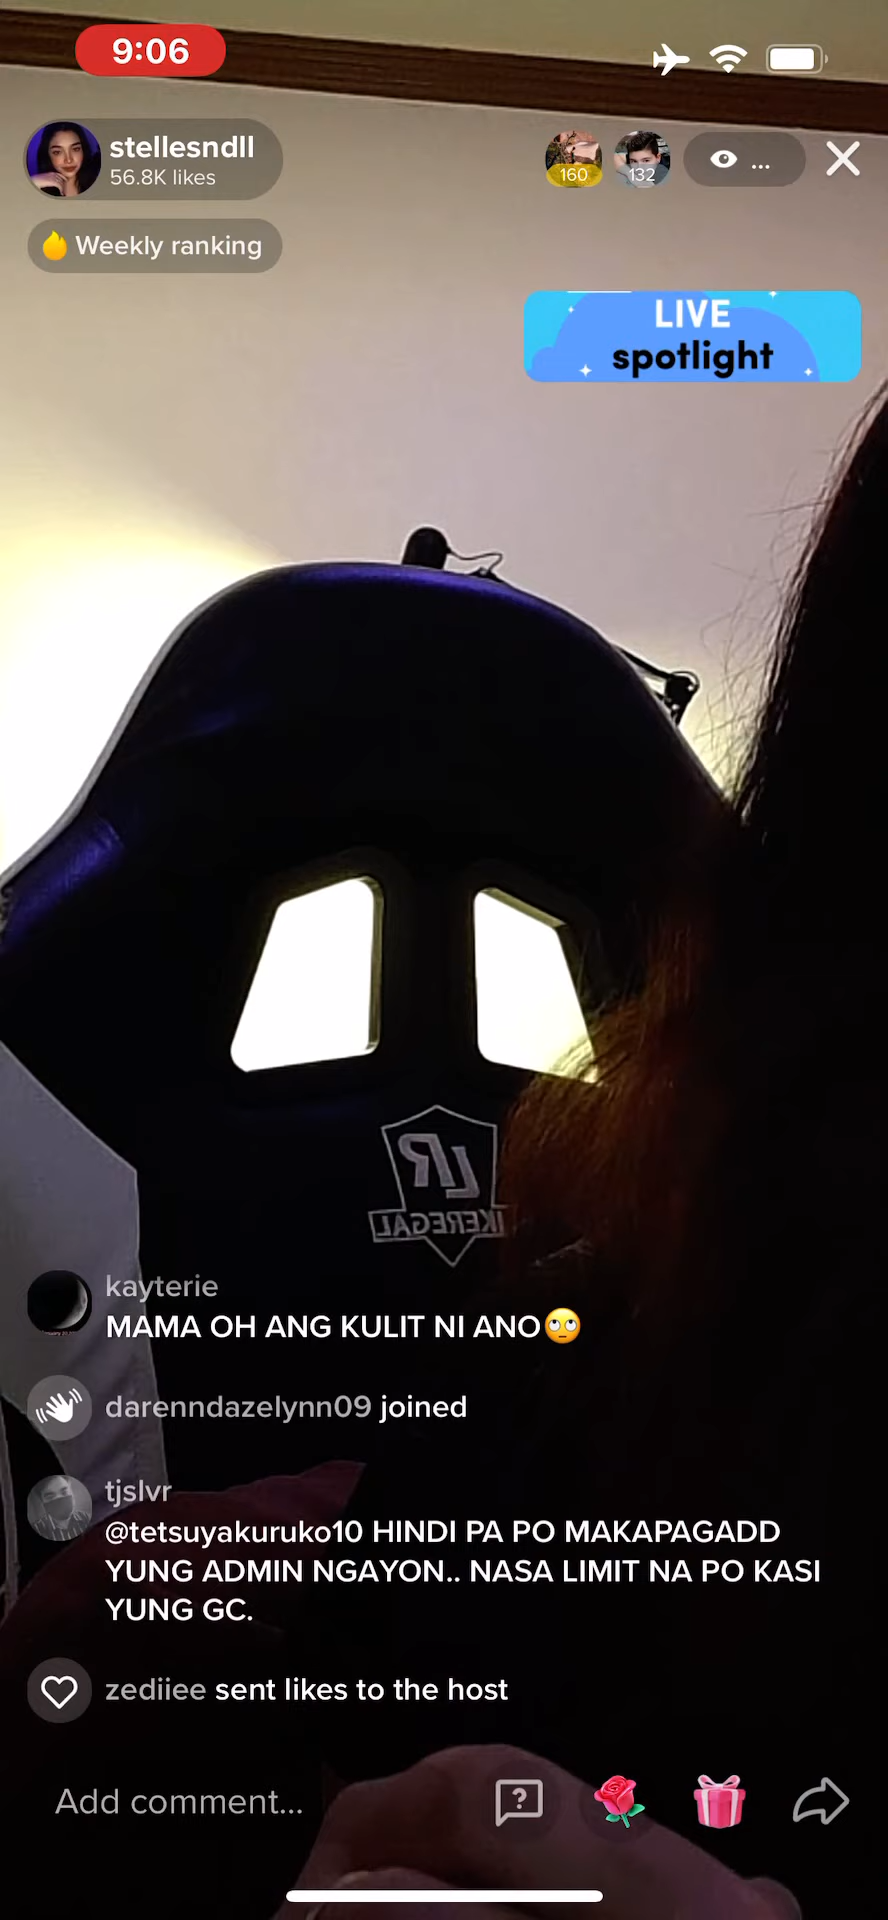 9:06
stellesndll
56.8K likes
160
132
...
Weekly ranking
LIVE
spotlight
LR
IKEREGAL
kayterie
MAMA OH ANG KULIT NI ANO🙄
darenndazelynn09 joined
tjslvr
@tetsuyakuruko10 HINDI PA PO MAKAPAGADD
YUNG ADMIN NGAYON.. NASA LIMIT NA PO KASI
YUNG GC.
zediiee sent likes to the host
Add comment...
?